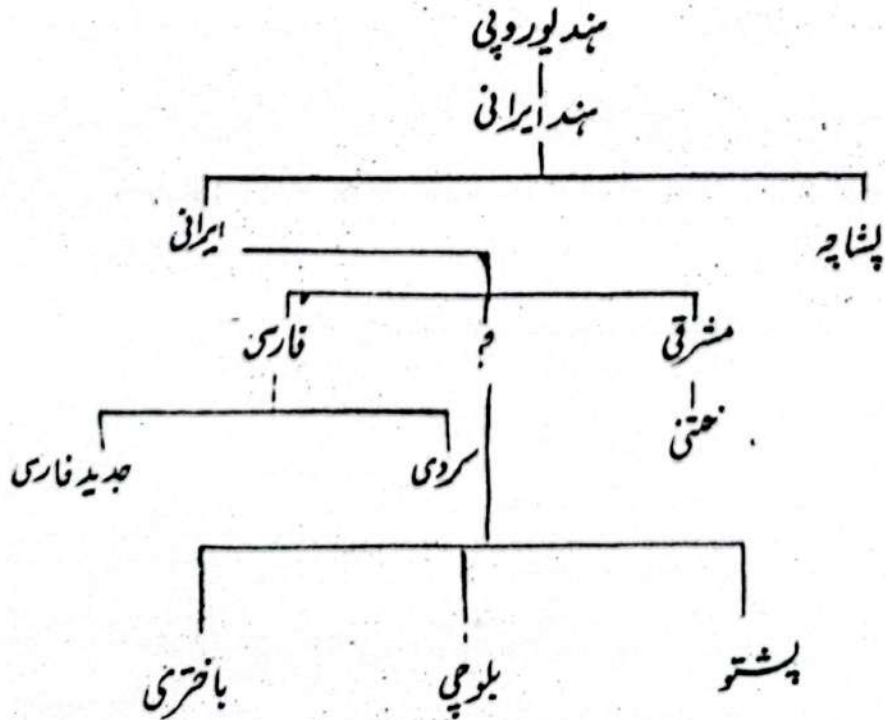 ہند یوروپی
ہند ایرانی
پشاچہ ایرانی
مشرقی ? فارسی
ختنی
کردی جدید فارسی
پشتو بلوچی باختری